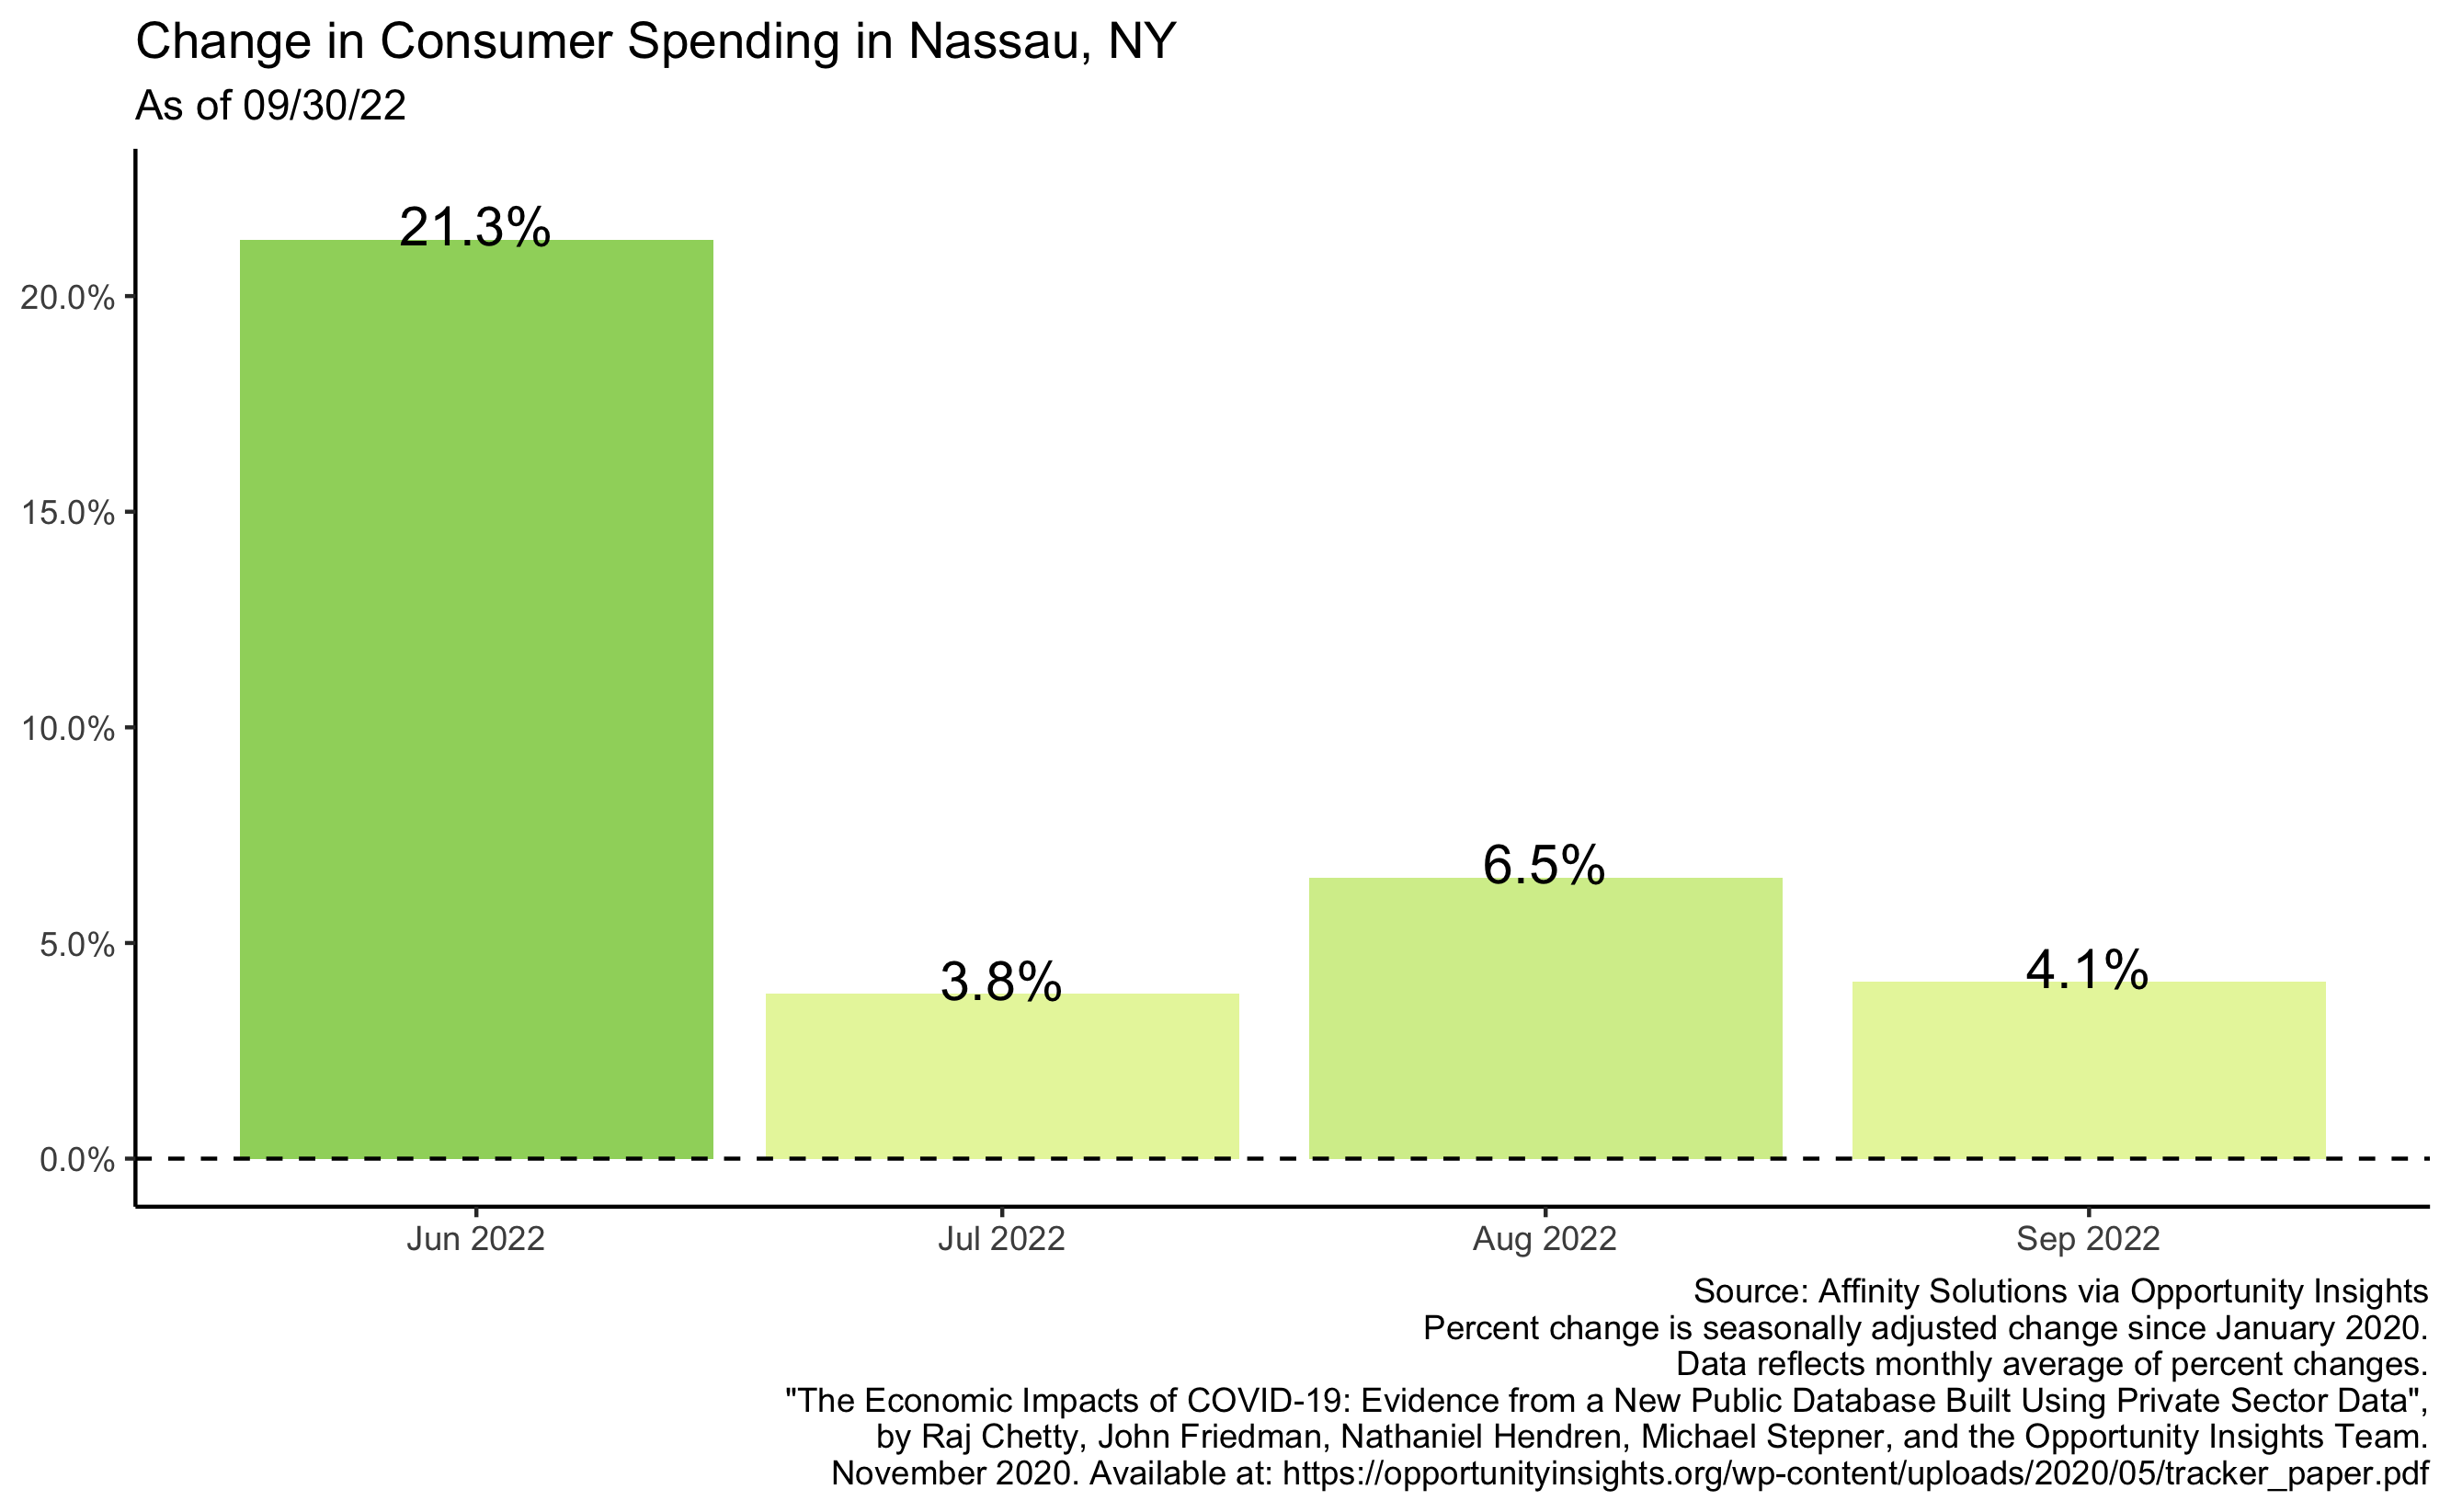 Change in Consumer Spending in Nassau, NY
As of 09/30/22
21.3%
20.0%
15.0%
10.0%
6.5%
5.0%
3.8%
4.1%
0.0%
Jun 2022
Jul 2022
Aug 2022
Sep 2022
Source: Affinity Solutions via Opportunity Insights
Percent change is seasonally adjusted change since January 2020.
Data reflects monthly average of percent changes.
"The Economic Impacts of COVID-19: Evidence from a New Public Database Built Using Private Sector Data",
by Raj Chetty, John Friedman, Nathaniel Hendren, Michael Stepner, and the Opportunity Insights Team.
November 2020. Available at: https://opportunityinsights.org/wp-content/uploads/2020/05/tracker_paper.pdf